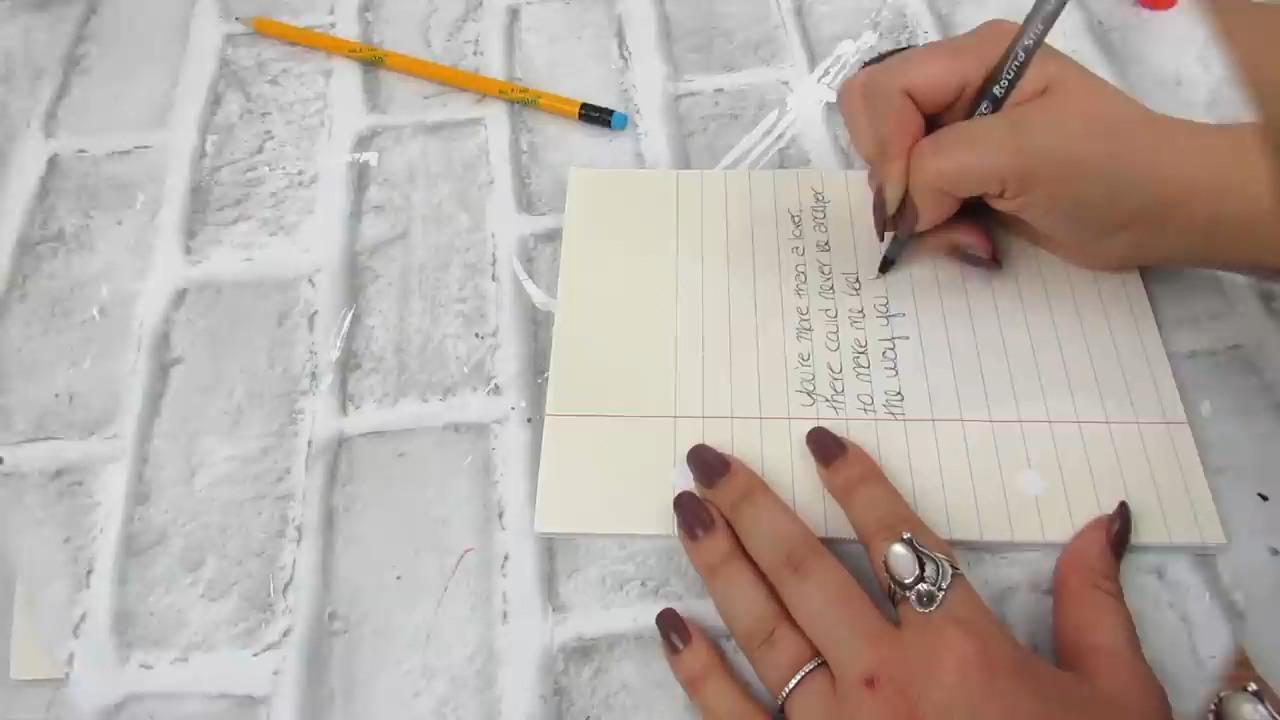 You're more than a lover,
there could never be another
to make me feel
the way you
Round Stic